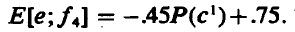 E[e; f₄] = −.45P(c¹)+.75.